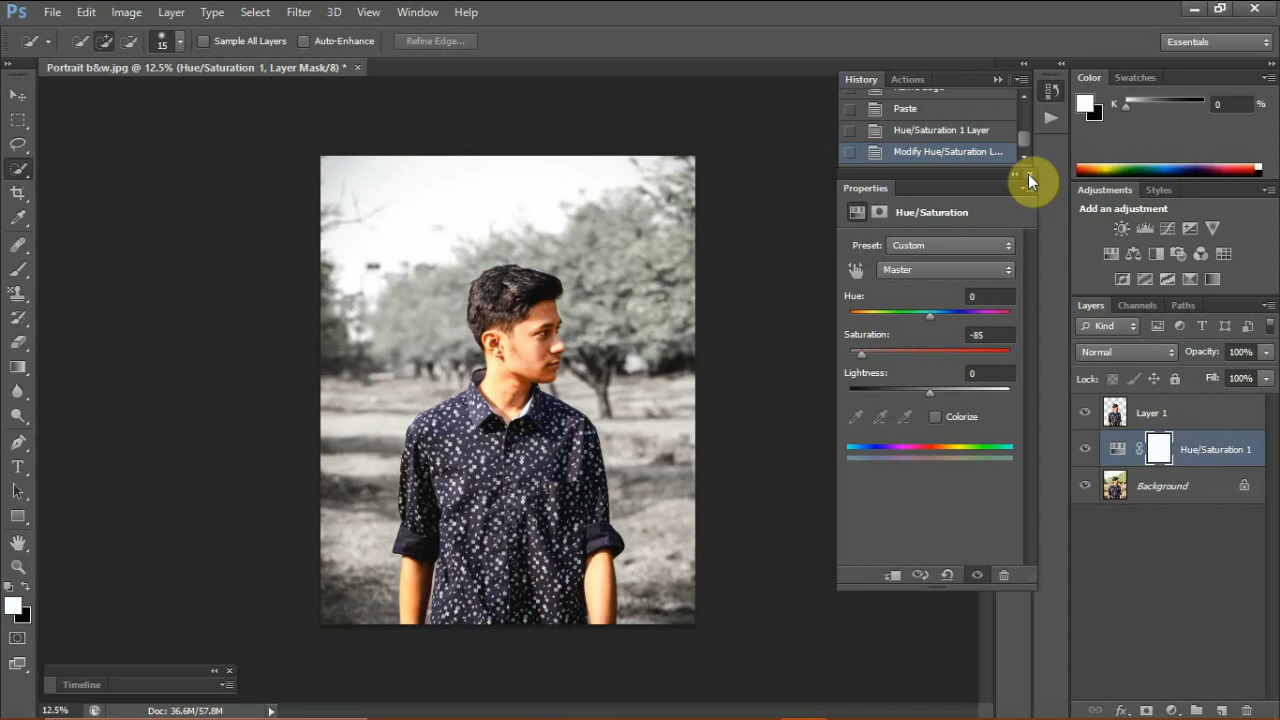 Ps File Edit Image Layer Type Select Filter 3D View Window Help
15 Sample All Layers Auto-Enhance Refine Edge... Essentials
Portrait b&w.jpg @ 12.5% (Hue/Saturation 1, Layer Mask/8) *
History Actions
Paste
Hue/Saturation 1 Layer
Modify Hue/Saturation L...
Properties
Hue/Saturation
Preset: Custom
Master
Hue: 0
Saturation: -85
Lightness: 0
Colorize
Color Swatches
K 0 %
Adjustments Styles
Add an adjustment
Layers Channels Paths
Kind
Normal Opacity: 100%
Lock: Fill: 100%
Layer 1
Hue/Saturation 1
Background
fx
Timeline
12.5% Doc: 36.6M/57.8M